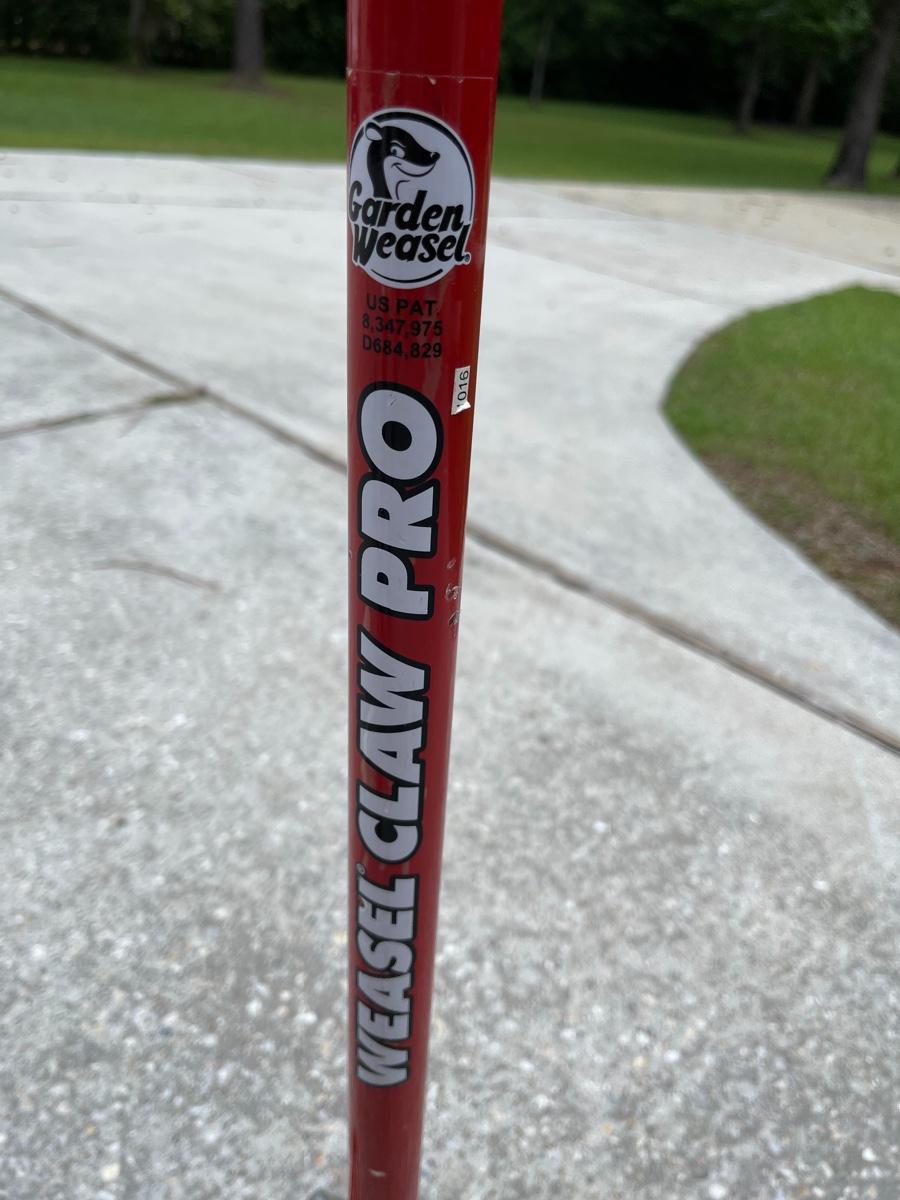 Garden
Weasel®
US PAT.
8,347,975
D684,829
1016
WEASEL® CLAW PRO